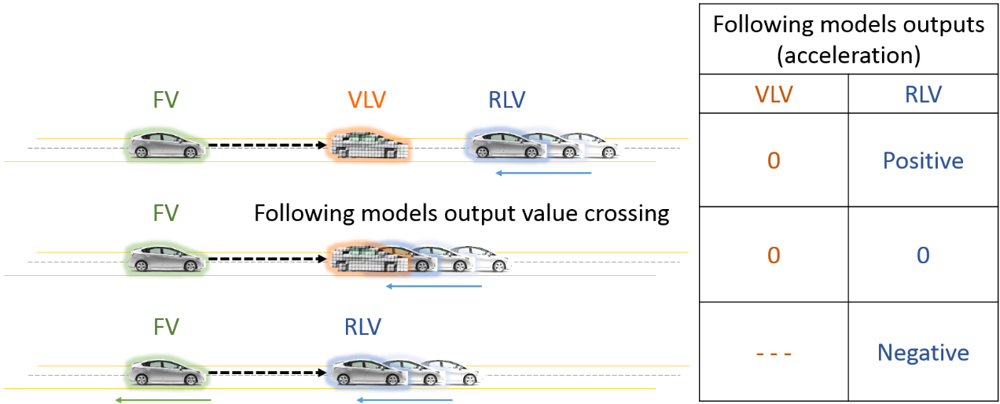 Following models outputs
(acceleration)
VLV RLV
FV VLV RLV
0 Positive
FV Following models output value crossing
0 0
FV RLV
- - - Negative